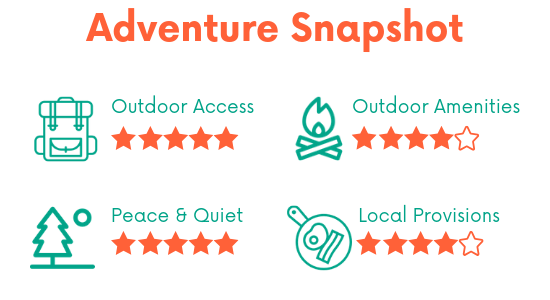 Adventure Snapshot
Outdoor Access
Outdoor Amenities
Peace & Quiet
Local Provisions